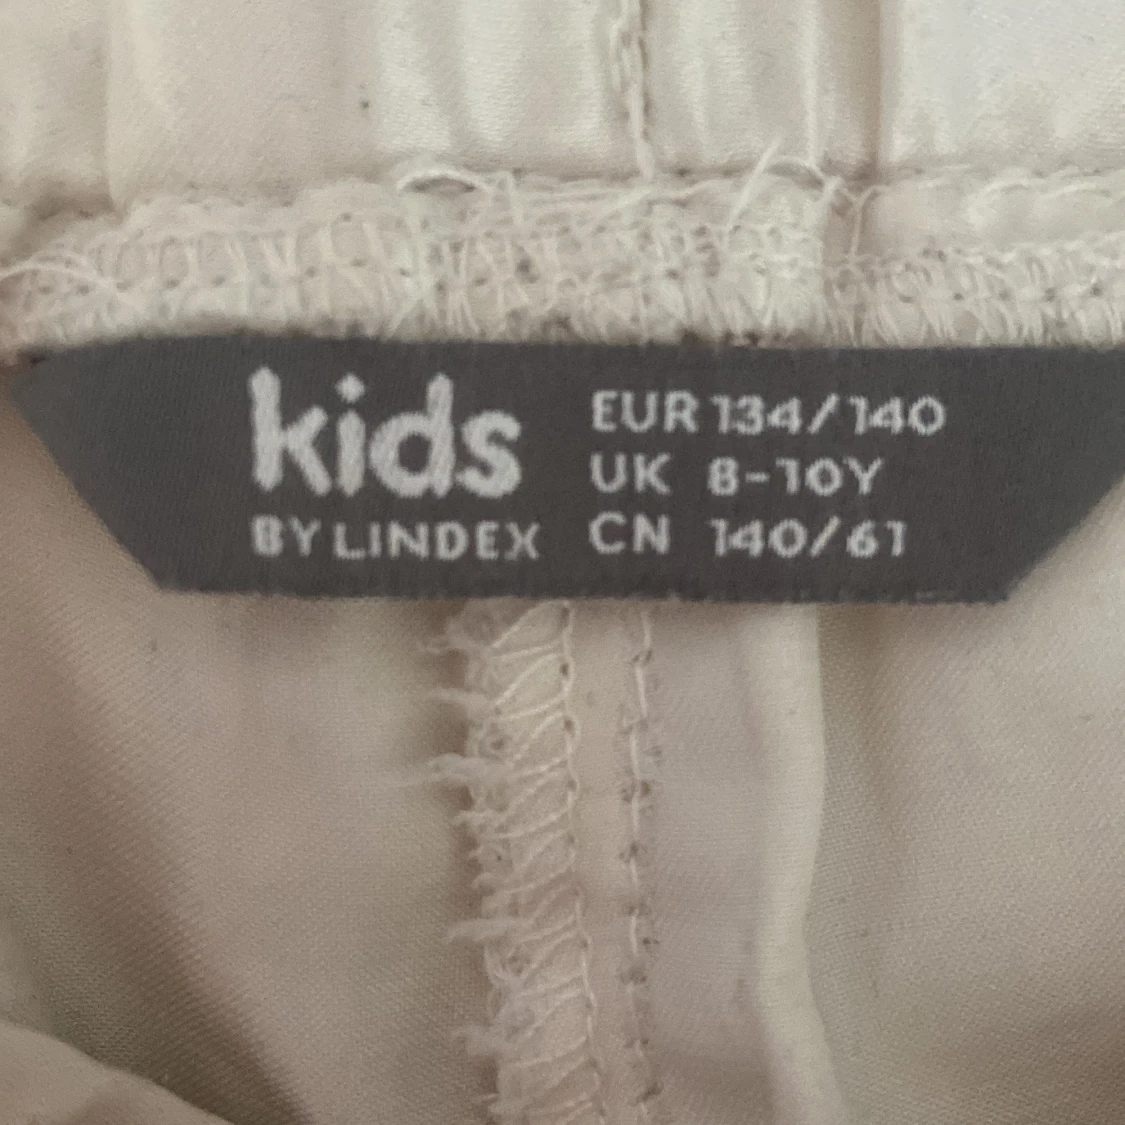 kids
BY LINDEX
EUR 134/140
UK 8-10Y
CN 140/61